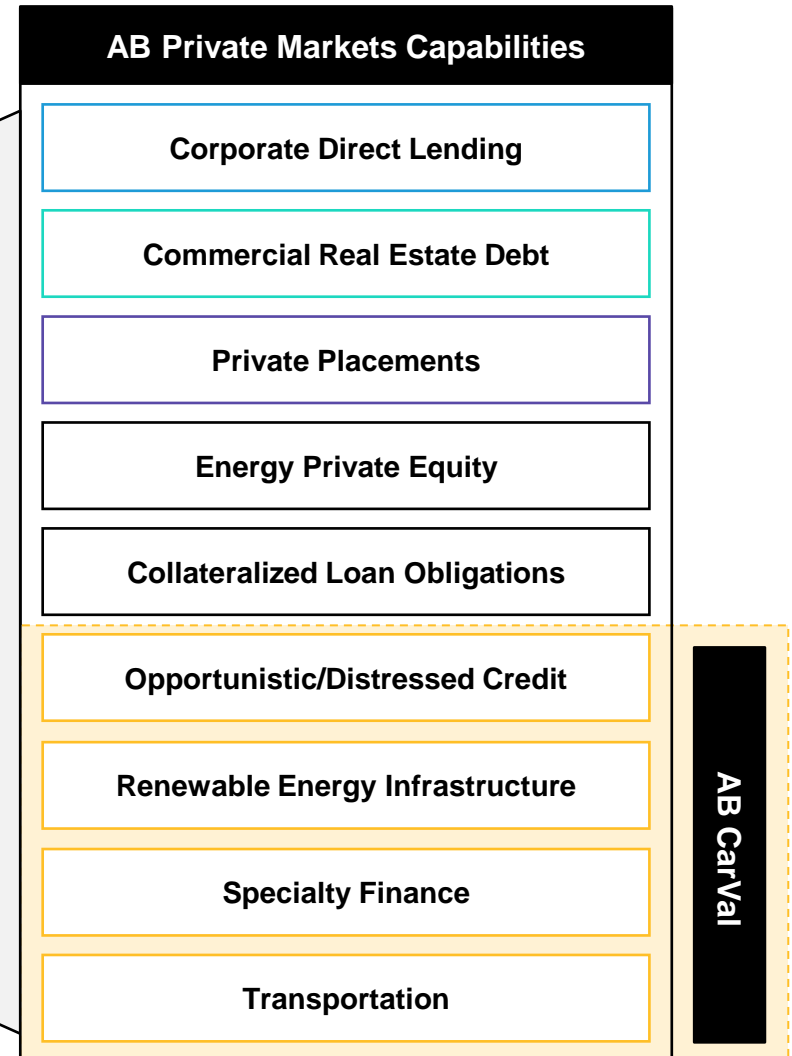 AB Private Markets Capabilities
Corporate Direct Lending
Commercial Real Estate Debt
Private Placements
Energy Private Equity
Collateralized Loan Obligations
Opportunistic/Distressed Credit
Renewable Energy Infrastructure
Specialty Finance
Transportation
AB CarVal